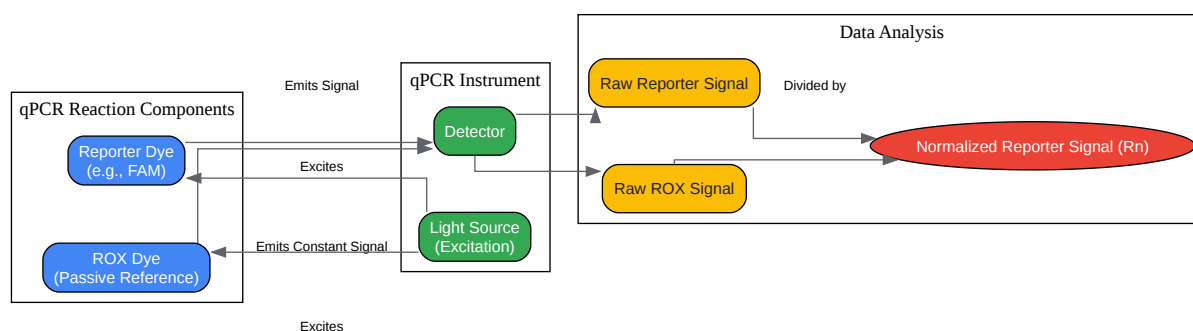 Data Analysis
qPCR Instrument
qPCR Reaction Components
Emits Signal
Raw Reporter Signal
Divided by
Reporter Dye
(e.g., FAM)
Detector
Normalized Reporter Signal (Rn)
Excites
Raw ROX Signal
Light Source
(Excitation)
Emits Constant Signal
ROX Dye
(Passive Reference)
Excites